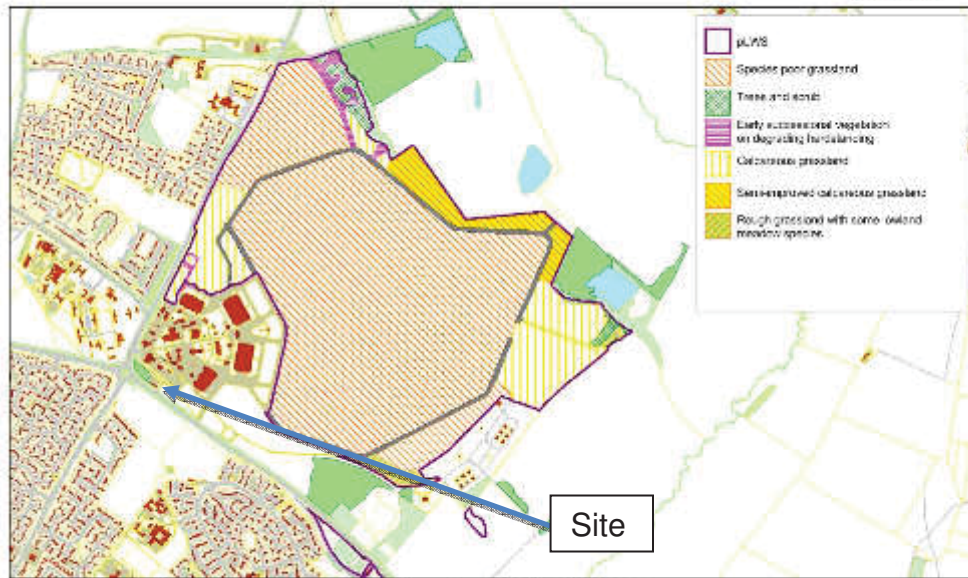 pLWS
Species poor grassland
Trees and scrub
Early successional vegetation
on degrading hardstanding
Calcareous grassland
Semi-improved calcareous grassland
Rough grassland with some lowland
meadow species
Site